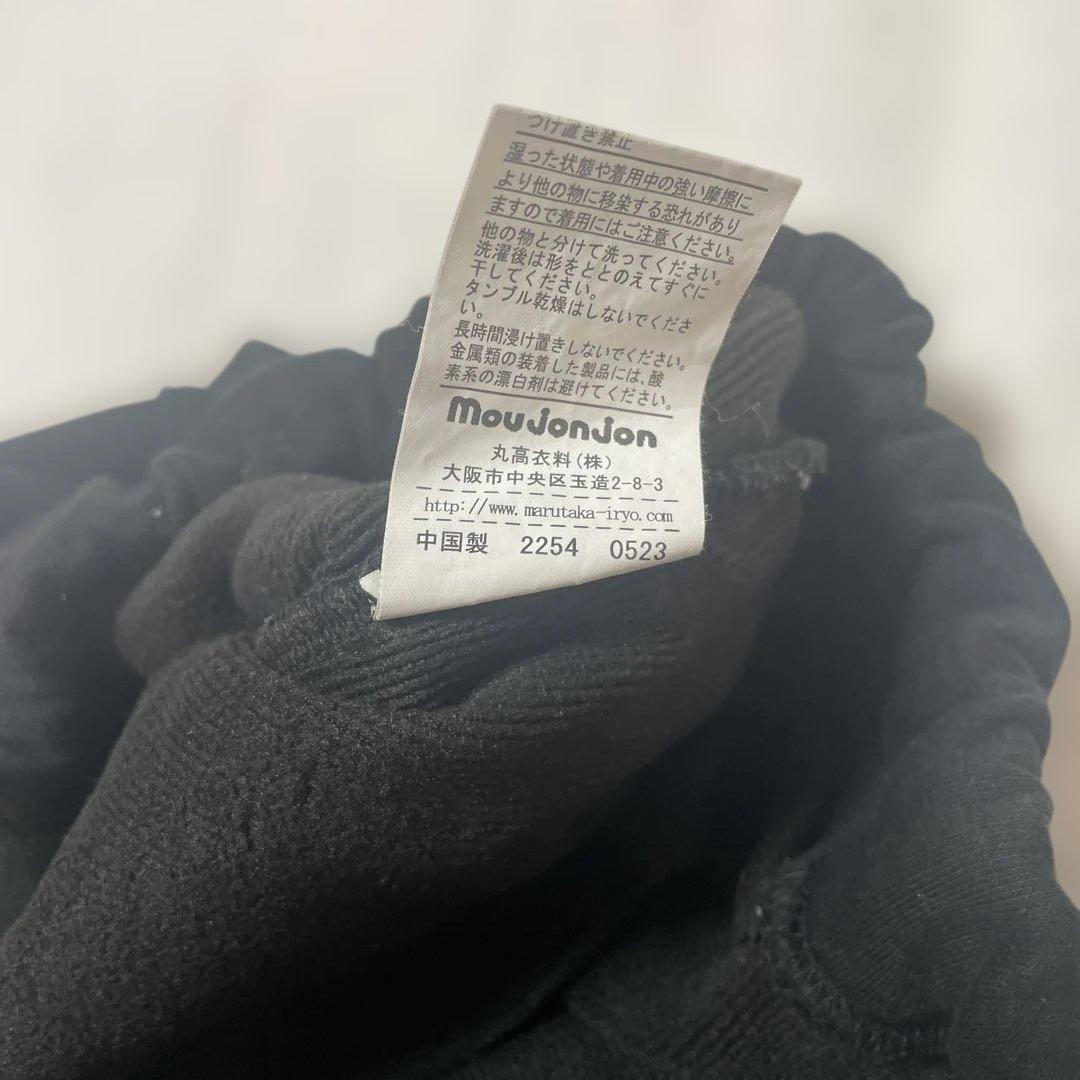 つけ置き禁止
湿った状態や着用中の強い摩擦に
より他の物に移染する恐れがあり
ますので着用にはご注意ください。
他の物と分けて洗ってください。
洗濯後は形をととのえてすぐに
干してください。
タンブル乾燥はしないでくださ
い。
長時間浸け置きしないでください。
金属類の装着した製品には、酸
素系の漂白剤は避けてください。
moujonjon
丸高衣料(株)
大阪市中央区玉造2-8-3
http://www.marutaka-iryo.com
中国製 2254 0523